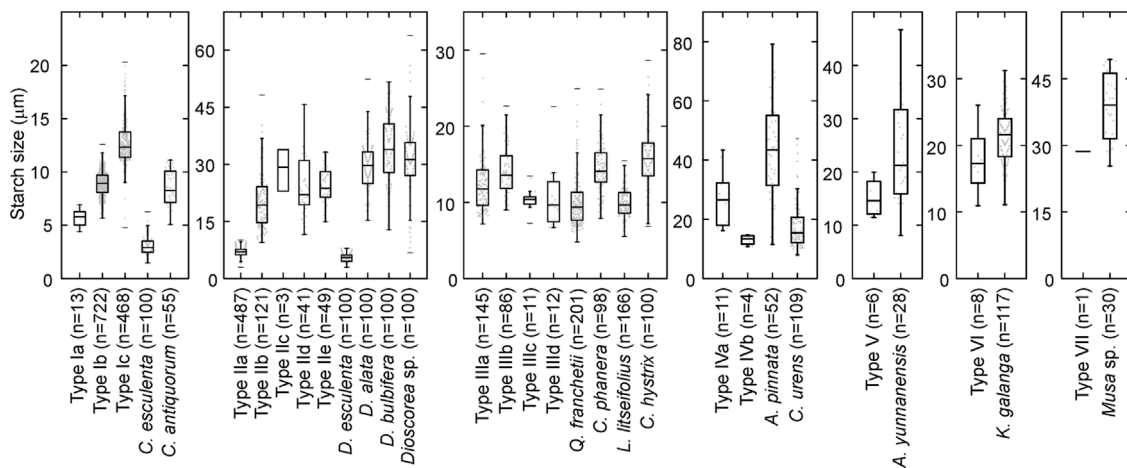 Starch size (μm)
0
5
10
15
20
Type Ia (n=13)
Type Ib (n=722)
Type Ic (n=468)
C. esculenta (n=100)
C. antiquorum (n=55)
0
15
30
45
60
Type IIa (n=487)
Type IIb (n=121)
Type IIc (n=3)
Type IId (n=41)
Type IIe (n=49)
D. esculenta (n=100)
D. alata (n=100)
D. bulbifera (n=100)
Dioscorea sp. (n=100)
0
10
20
30
Type IIIa (n=145)
Type IIIb (n=86)
Type IIIc (n=11)
Type IIId (n=12)
Q. franchetii (n=201)
C. phanera (n=98)
L. litseifolius (n=166)
C. hystrix (n=100)
0
20
40
60
80
Type IVa (n=11)
Type IVb (n=4)
A. pinnata (n=52)
C. urens (n=109)
0
10
20
30
40
Type V (n=6)
A. yunnanensis (n=28)
0
10
20
30
Type VI (n=8)
K. galanga (n=117)
0
15
30
45
Type VII (n=1)
Musa sp. (n=30)